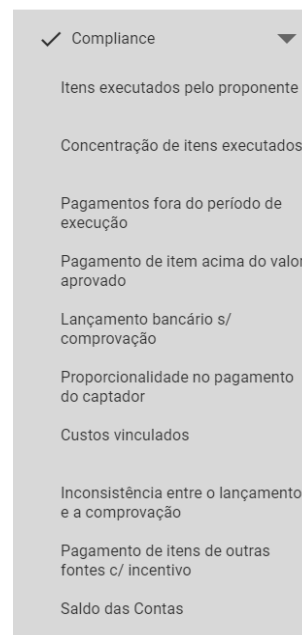 Compliance
Itens executados pelo proponente
Concentração de itens executados
Pagamentos fora do período de
execução
Pagamento de item acima do valor
aprovado
Lançamento bancário s/
comprovação
Proporcionalidade no pagamento
do captador
Custos vinculados
Inconsistência entre o lançamento
e a comprovação
Pagamento de itens de outras
fontes c/ incentivo
Saldo das Contas